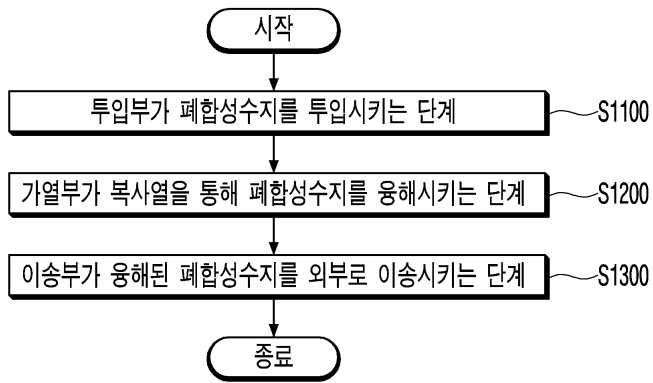 시작
투입부가 폐합성수지를 투입시키는 단계 S1100
가열부가 복사열을 통해 폐합성수지를 융해시키는 단계 S1200
이송부가 융해된 폐합성수지를 외부로 이송시키는 단계 S1300
종료